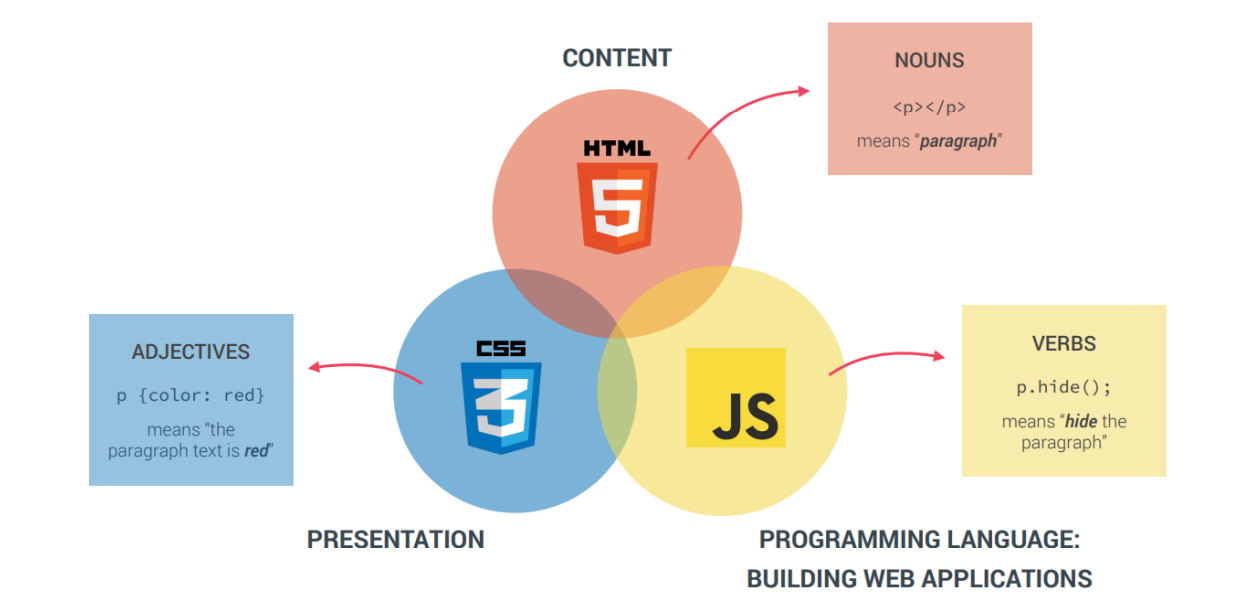 CONTENT
NOUNS
<p></p>
means “paragraph”
HTML
5
ADJECTIVES
p {color: red}
means “the
paragraph text is red”
CSS
3
JS
VERBS
p.hide();
means “hide the
paragraph”
PRESENTATION
PROGRAMMING LANGUAGE:
BUILDING WEB APPLICATIONS